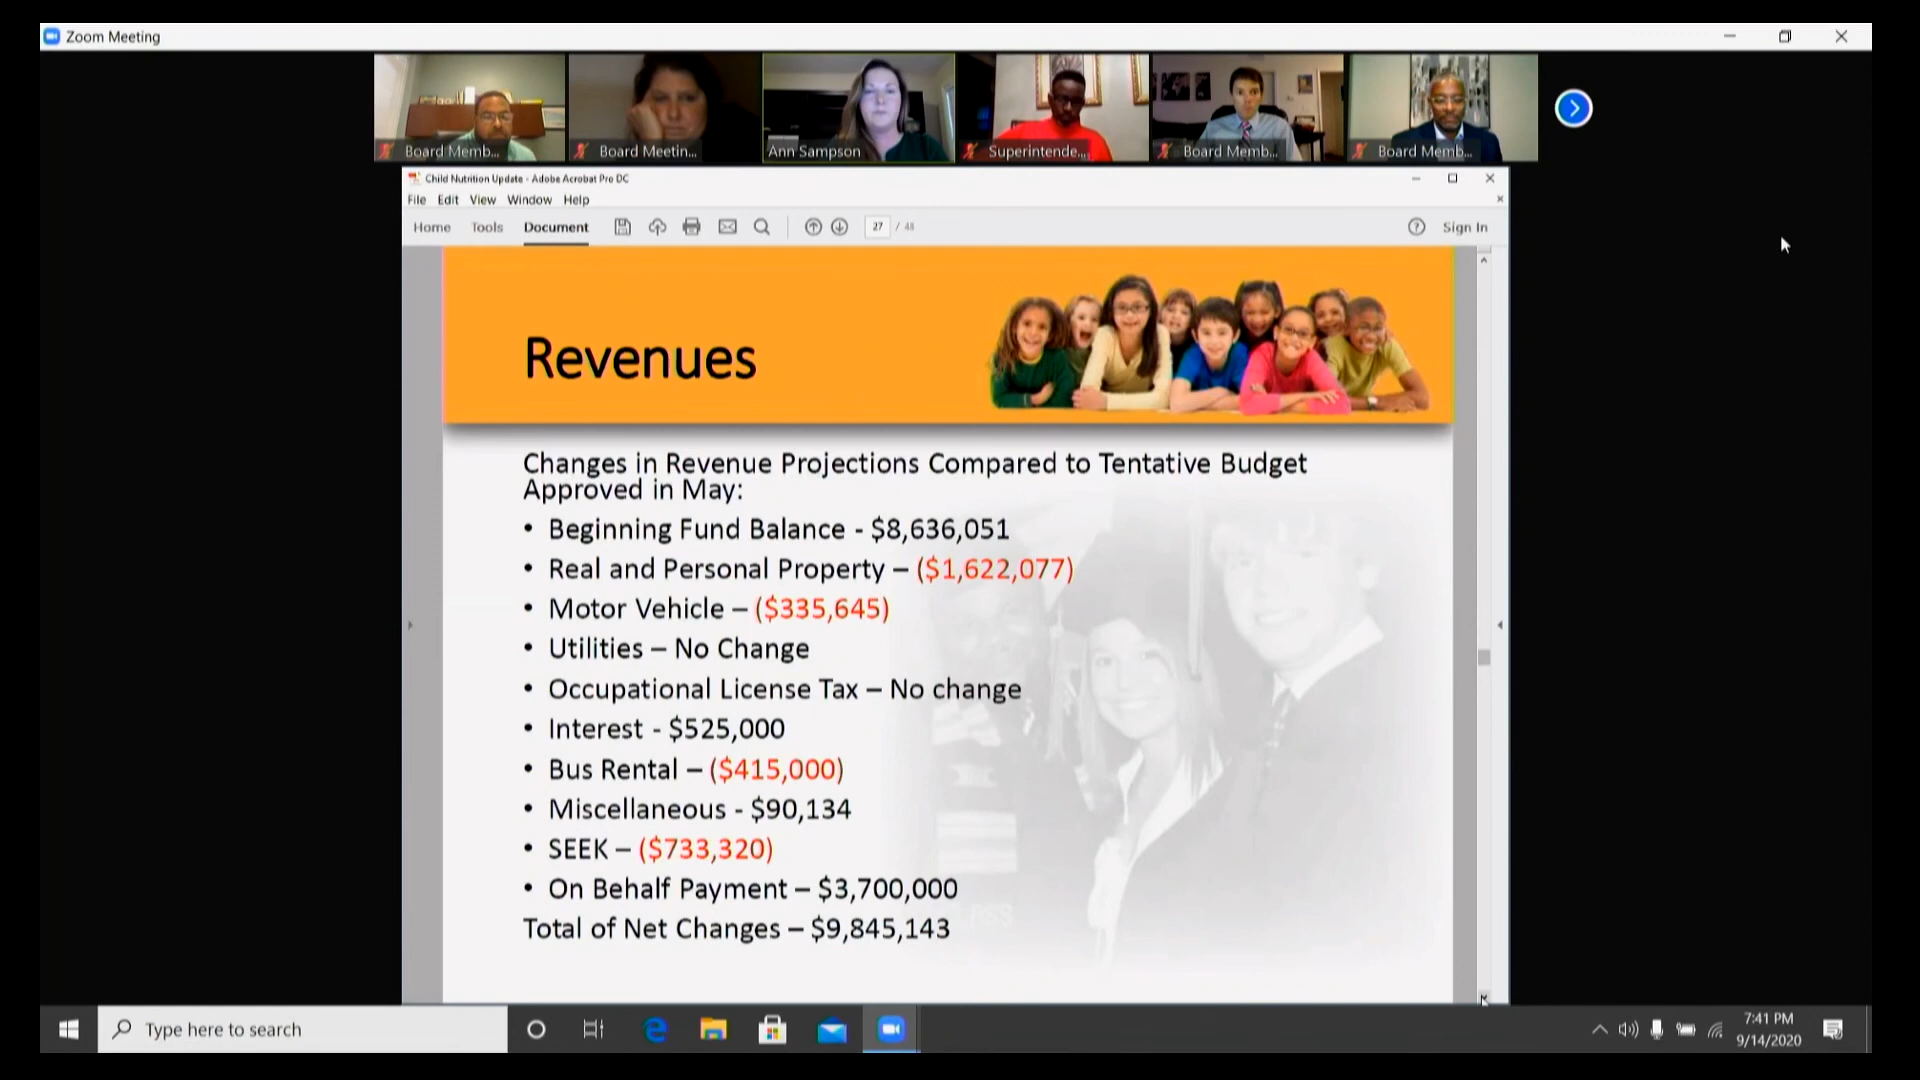 Zoom Meeting
Board Memb...
Board Meetin...
Ann Sampson
Superintende...
Board Memb...
Board Memb...
Child Nutrition Update - Adobe Acrobat Pro DC
File Edit View Window Help
Home Tools Document 27 / 48 Sign In
Revenues
Changes in Revenue Projections Compared to Tentative Budget
Approved in May:
• Beginning Fund Balance - $8,636,051
• Real and Personal Property – ($1,622,077)
• Motor Vehicle – ($335,645)
• Utilities – No Change
• Occupational License Tax – No change
• Interest - $525,000
• Bus Rental – ($415,000)
• Miscellaneous - $90,134
• SEEK – ($733,320)
• On Behalf Payment – $3,700,000
Total of Net Changes – $9,845,143
Type here to search
7:41 PM
9/14/2020